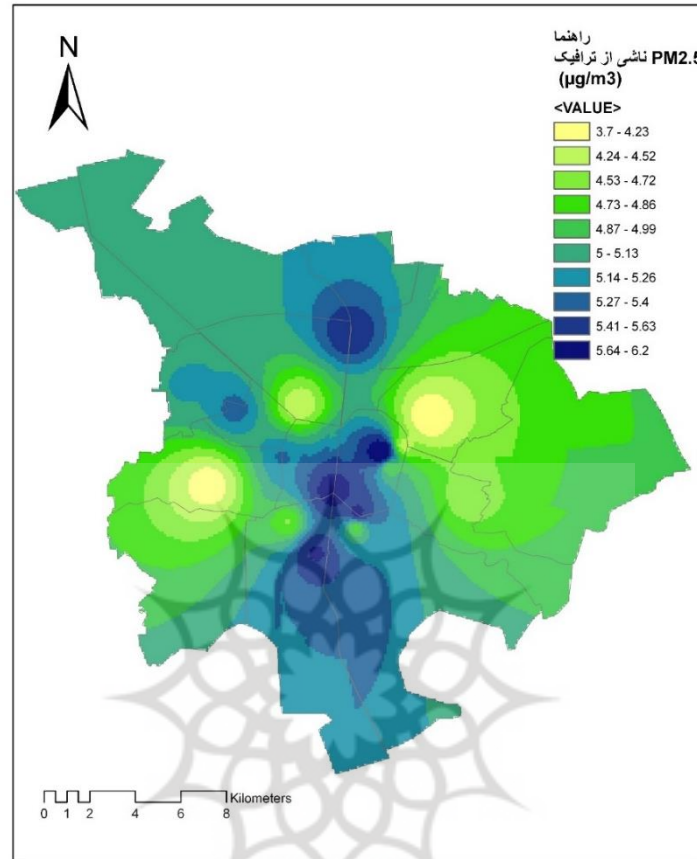 N
راهنما
PM2.5 ناشی از ترافیک
(µg/m3)
<VALUE>
3.7 - 4.23
4.24 - 4.52
4.53 - 4.72
4.73 - 4.86
4.87 - 4.99
5 - 5.13
5.14 - 5.26
5.27 - 5.4
5.41 - 5.63
5.64 - 6.2
0 1 2 4 6 8 Kilometers